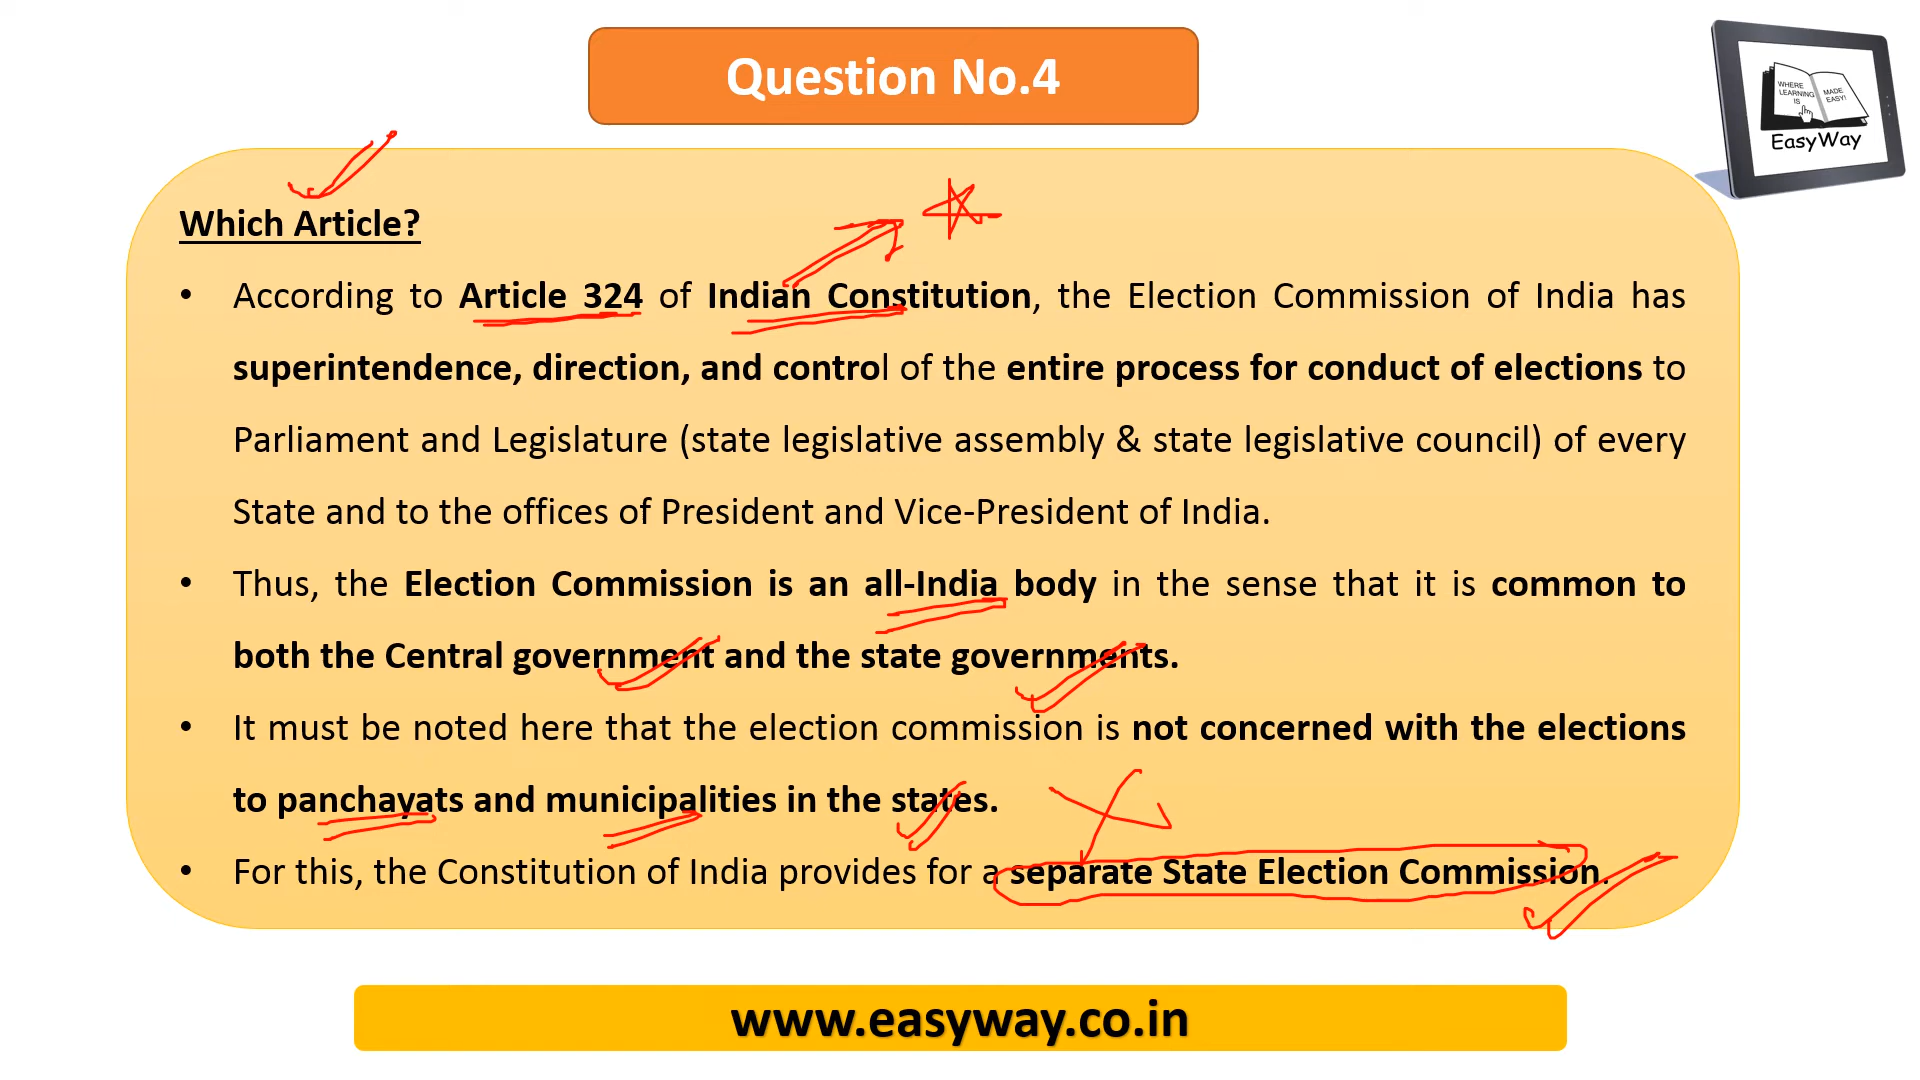 Question No.4
WHERE
LEARNING
IS
MADE
EASY!
EasyWay
Which Article?
• According to Article 324 of Indian Constitution, the Election Commission of India has
superintendence, direction, and control of the entire process for conduct of elections to
Parliament and Legislature (state legislative assembly & state legislative council) of every
State and to the offices of President and Vice-President of India.
• Thus, the Election Commission is an all-India body in the sense that it is common to
both the Central government and the state governments.
• It must be noted here that the election commission is not concerned with the elections
to panchayats and municipalities in the states.
• For this, the Constitution of India provides for a separate State Election Commission.
www.easyway.co.in